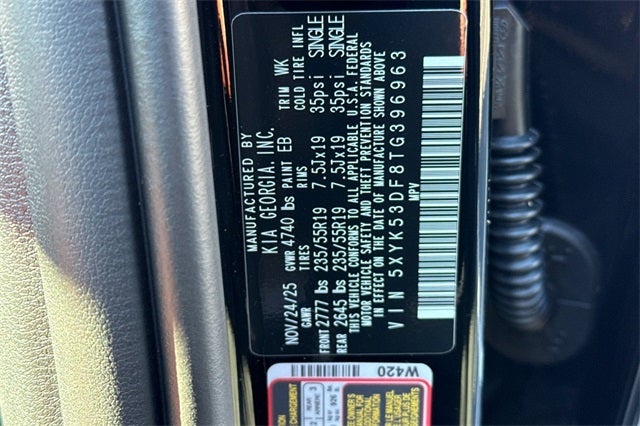 MANUFACTURED BY
KIA GEORGIA, INC.
NOV/24/25 GVWR 4740 lbs PAINT EB TRIM WK
GAWR TIRES RIMS COLD TIRE INFL
FRONT 2777 lbs 235/55R19 7.5Jx19 35psi SINGLE
REAR 2645 lbs 235/55R19 7.5Jx19 35psi SINGLE
THIS VEHICLE CONFORMS TO ALL APPLICABLE U.S.A. FEDERAL
MOTOR VEHICLE SAFETY AND THEFT PREVENTION STANDARDS
IN EFFECT ON THE DATE OF MANUFACTURE SHOWN ABOVE
VIN 5XYK53DF8TG396963
MPV
W420